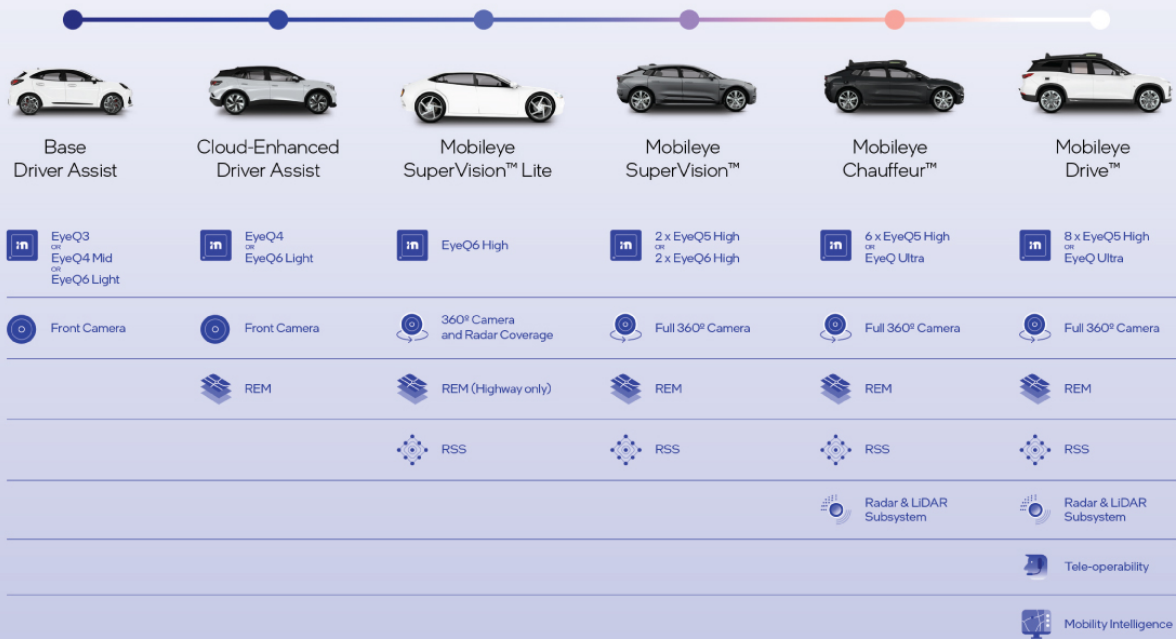 Base
Driver Assist
Cloud-Enhanced
Driver Assist
Mobileye
SuperVision™ Lite
Mobileye
SuperVision™
Mobileye
Chauffeur™
Mobileye
Drive™
EyeQ3
OR
EyeQ4 Mid
OR
EyeQ6 Light
EyeQ4
OR
EyeQ6 Light
EyeQ6 High
2 x EyeQ5 High
OR
2 x EyeQ6 High
6 x EyeQ5 High
OR
EyeQ Ultra
8 x EyeQ5 High
OR
EyeQ Ultra
Front Camera
Front Camera
360º Camera
and Radar Coverage
Full 360º Camera
Full 360º Camera
Full 360º Camera
REM
REM (Highway only)
REM
REM
REM
RSS
RSS
RSS
RSS
Radar & LiDAR
Subsystem
Radar & LiDAR
Subsystem
Tele-operability
Mobility Intelligence